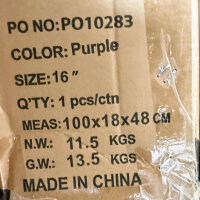 PO NO:PO10283
COLOR: Purple
SIZE: 16"
Q'TY: 1 pcs/ctn
MEAS: 100x18x48 CM
N.W.: 11.5 KGS
G.W.: 13.5 KGS
MADE IN CHINA